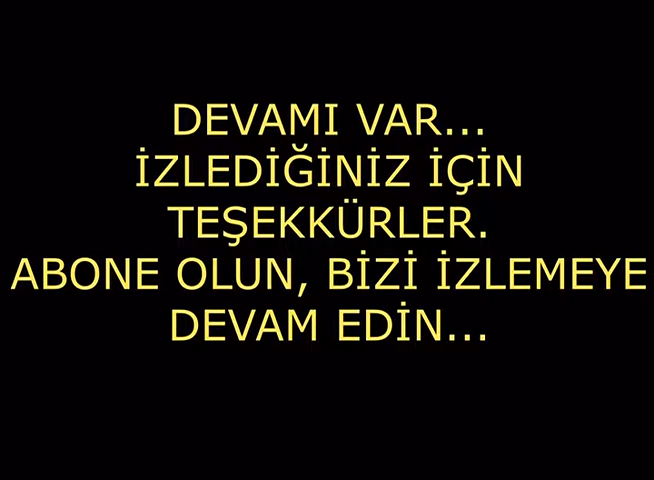 DEVAMI VAR...
İZLEDİĞİNİZ İÇİN
TEŞEKKÜRLER.
ABONE OLUN, BİZİ İZLEMEYE
DEVAM EDİN...